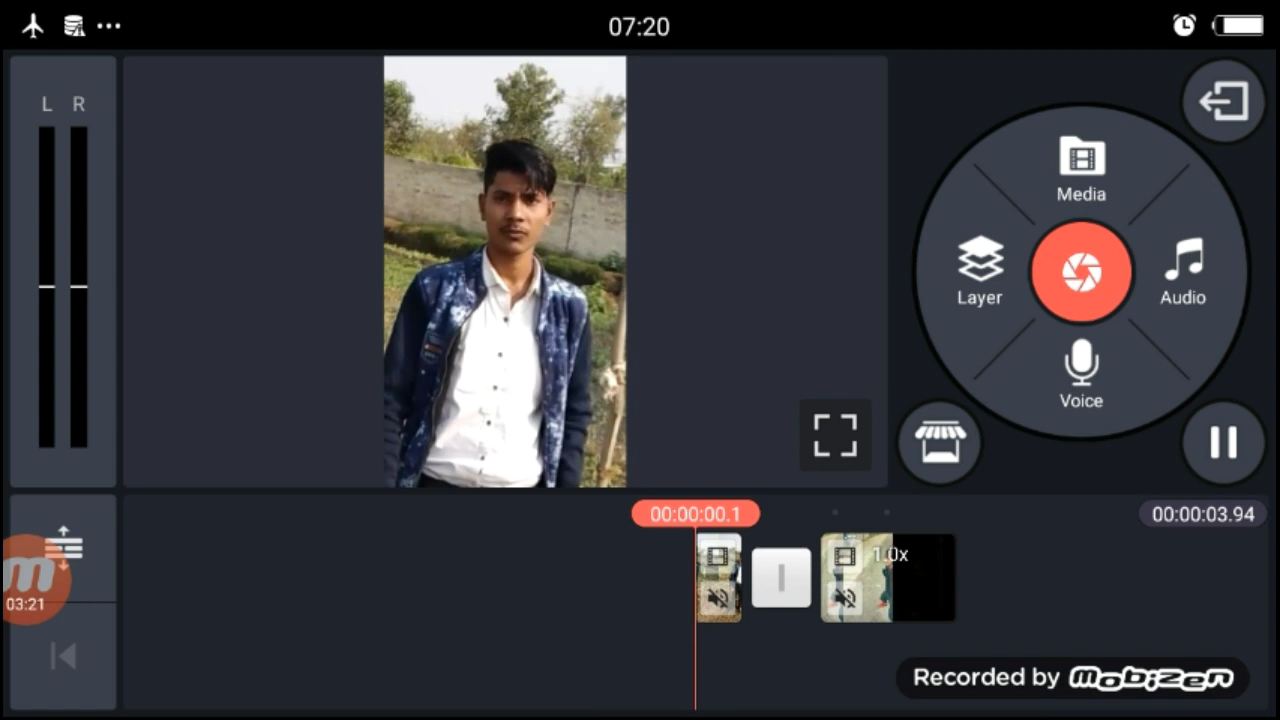 07:20
L R
Media
Layer
Audio
Voice
00:00:00.1
00:00:03.94
1.0x
m
03:21
Recorded by mobizen